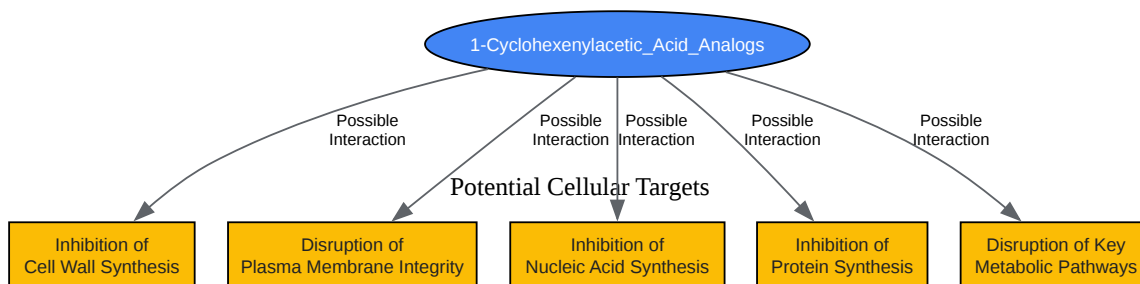 1-Cyclohexenylacetic_Acid_Analogs
Possible
Interaction
Possible
Interaction
Possible
Interaction
Possible
Interaction
Possible
Interaction
Potential Cellular Targets
Inhibition of
Cell Wall Synthesis
Disruption of
Plasma Membrane Integrity
Inhibition of
Nucleic Acid Synthesis
Inhibition of
Protein Synthesis
Disruption of Key
Metabolic Pathways